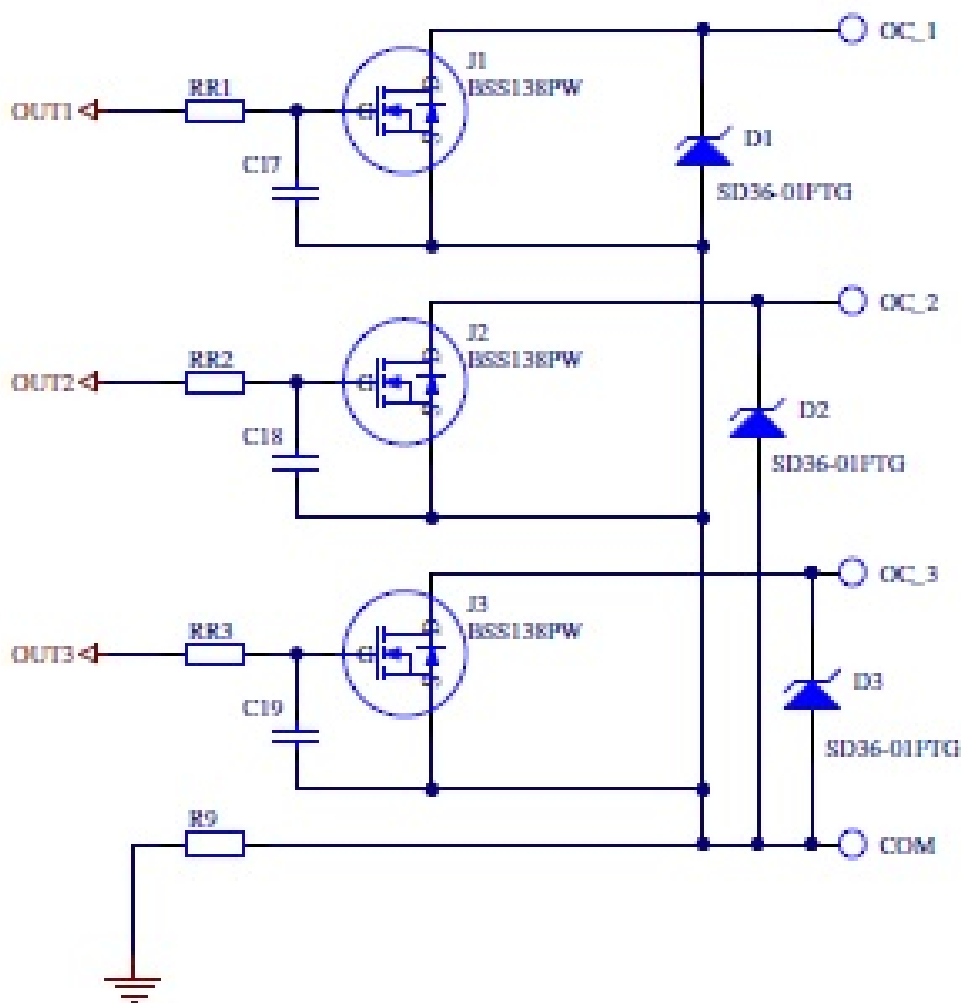 OC_1
J1
BSS138PW
RR1
OUT1
G
D
S
D1
C17
SD36-01FTG
OC_2
J2
BSS138PW
RR2
OUT2
G
D
S
D2
C18
SD36-01FTG
OC_3
J3
BSS138PW
RR3
OUT3
G
D
S
D3
C19
SD36-01FTG
R9
COM